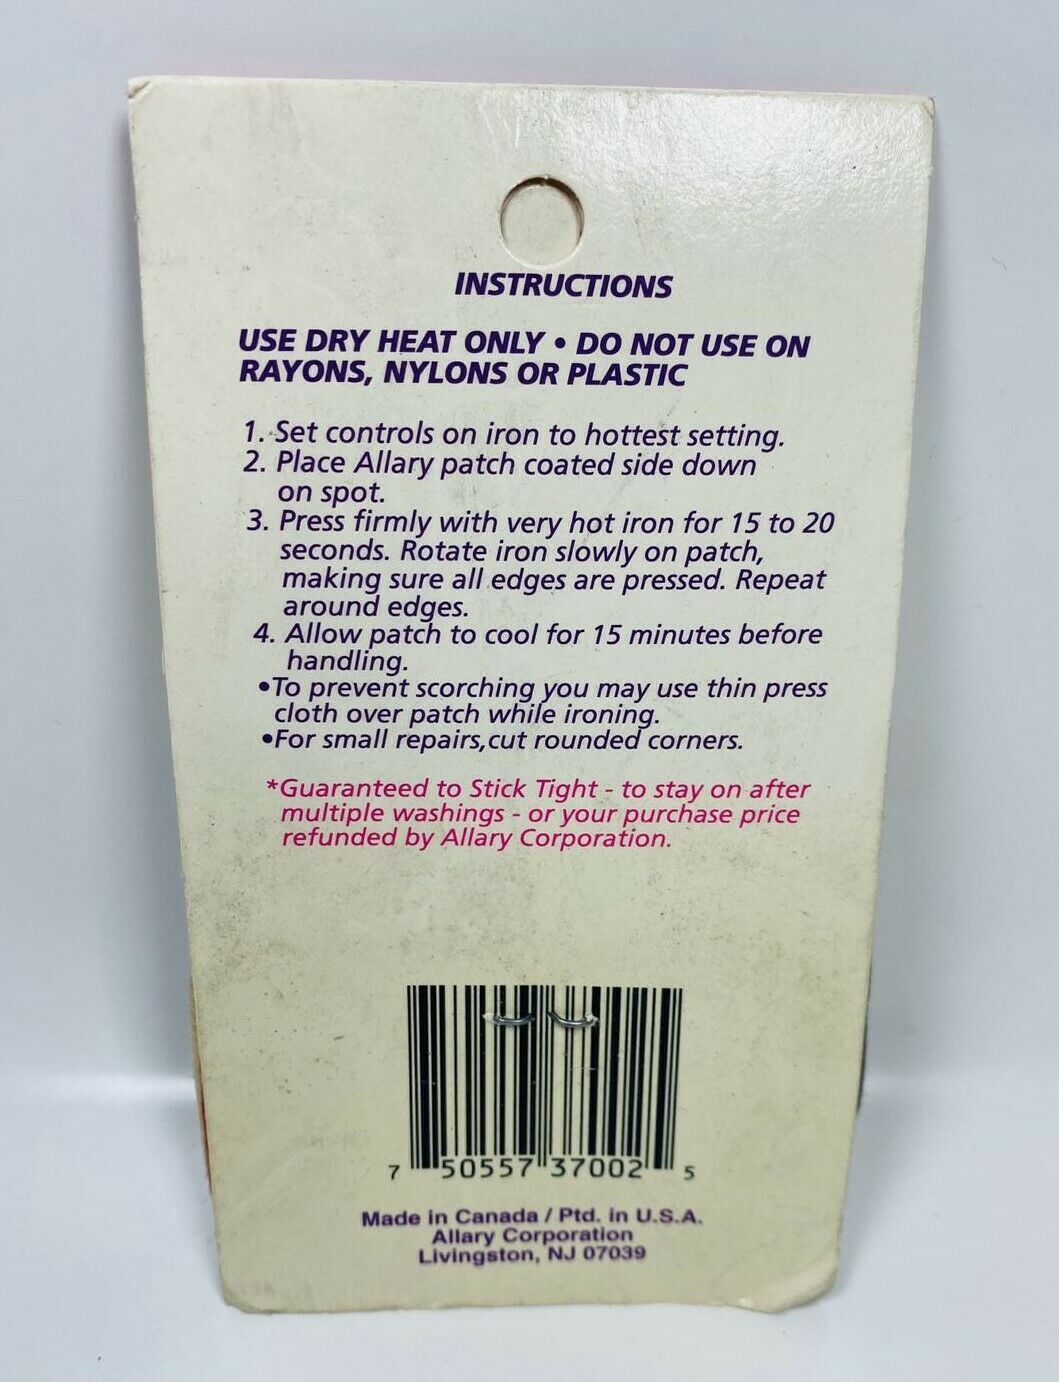 INSTRUCTIONS
USE DRY HEAT ONLY • DO NOT USE ON
RAYONS, NYLONS OR PLASTIC
1. Set controls on iron to hottest setting.
2. Place Allary patch coated side down
on spot.
3. Press firmly with very hot iron for 15 to 20
seconds. Rotate iron slowly on patch,
making sure all edges are pressed. Repeat
around edges.
4. Allow patch to cool for 15 minutes before
handling.
•To prevent scorching you may use thin press
cloth over patch while ironing.
•For small repairs,cut rounded corners.
*Guaranteed to Stick Tight - to stay on after
multiple washings - or your purchase price
refunded by Allary Corporation.
7 50557 37002 5
Made in Canada / Ptd. in U.S.A.
Allary Corporation
Livingston, NJ 07039